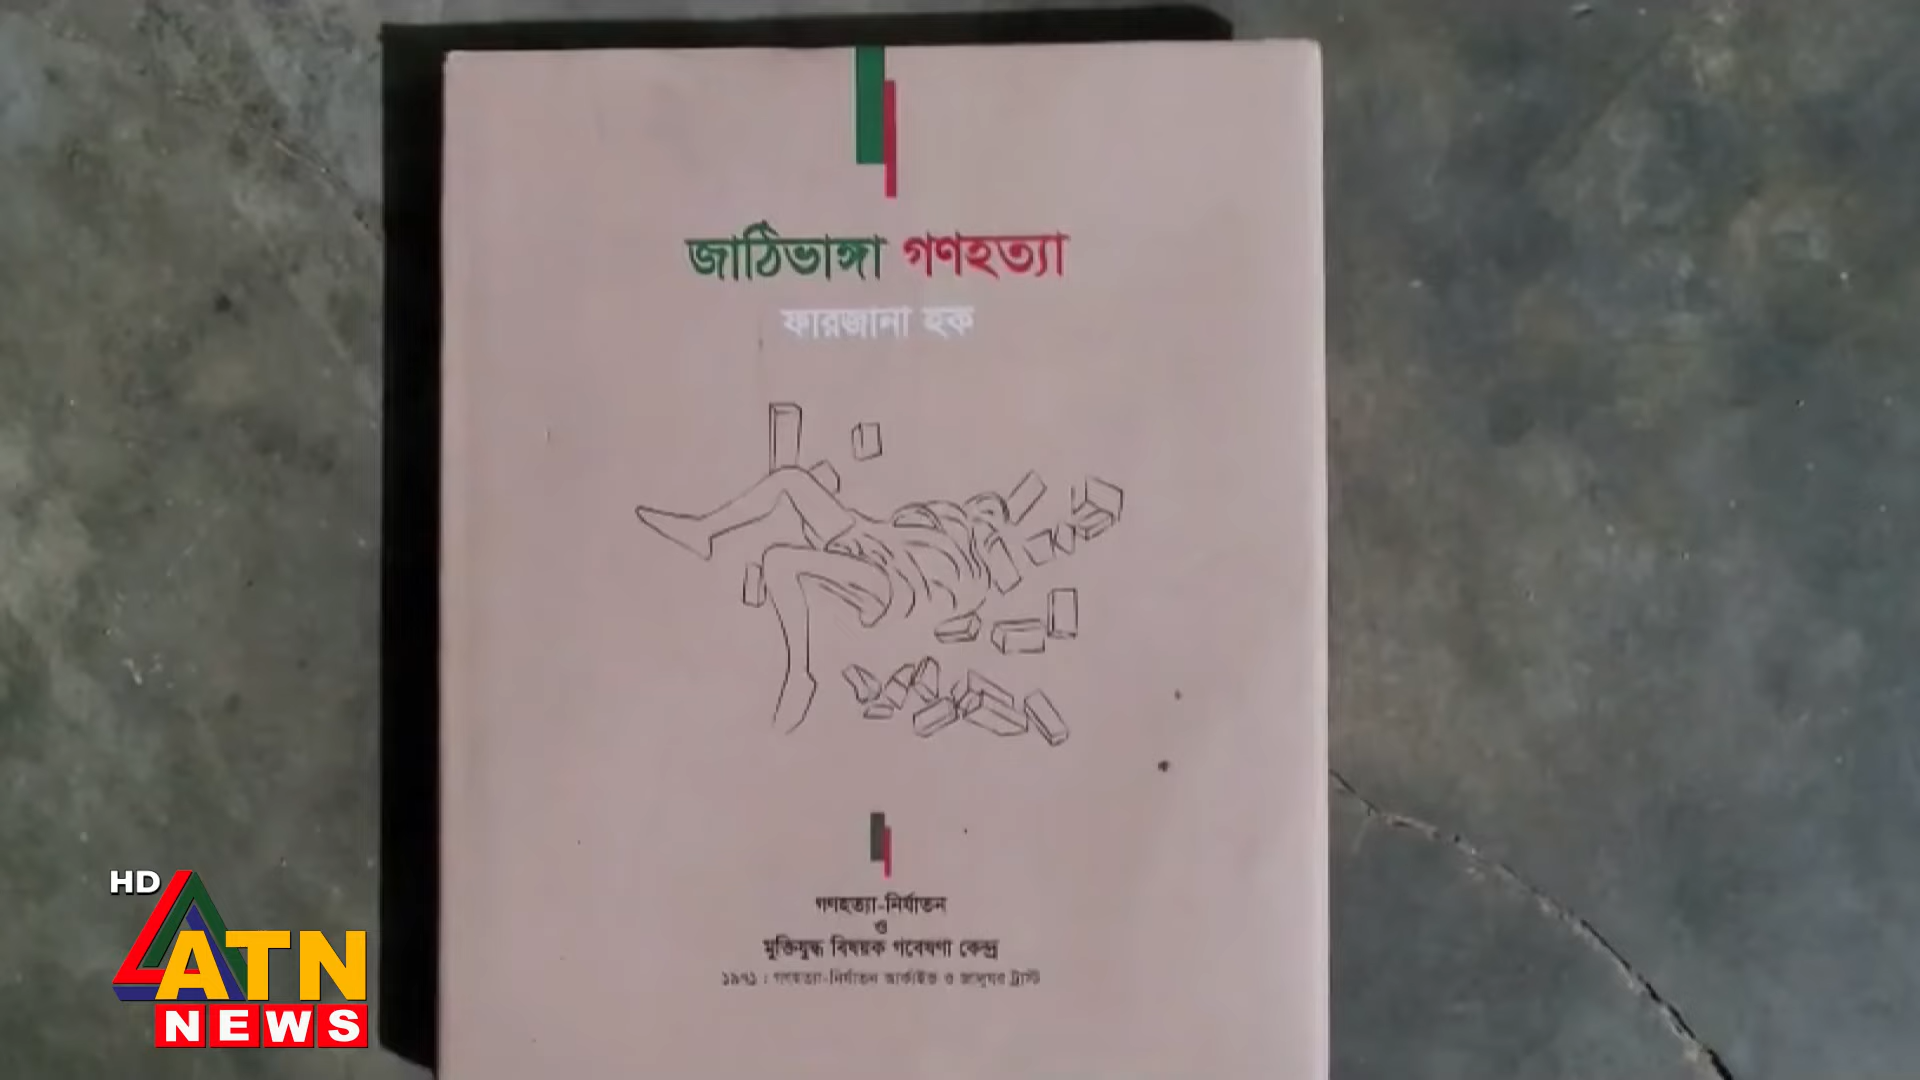 জাঠিভাঙ্গা গণহত্যা
ফারজানা হক
গণহত্যা-নির্যাতন
ও
মুক্তিযুদ্ধ বিষয়ক গবেষণা কেন্দ্র
১৯৭১ : গণহত্যা-নির্যাতন আর্কাইভ ও জাদুঘর ট্রাস্ট
HD
ATN
NEWS